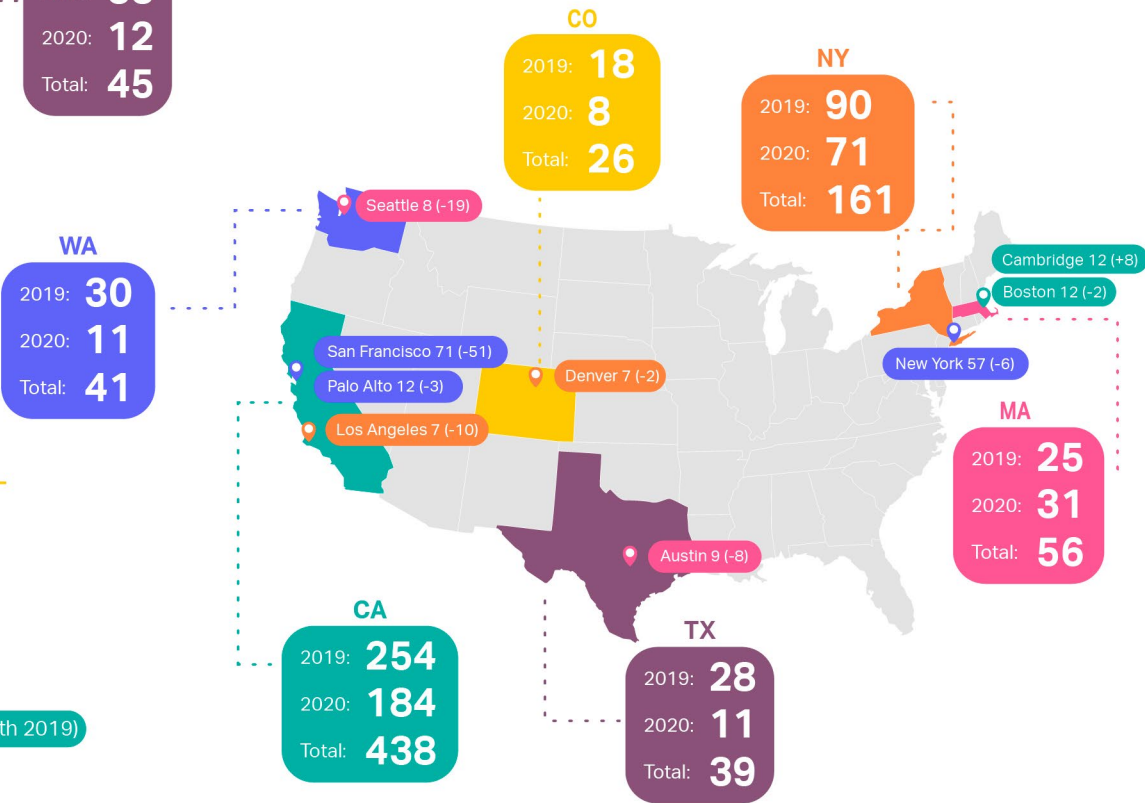 2020: 12
Total: 45
CO
2019: 18
2020: 8
Total: 26
NY
2019: 90
2020: 71
Total: 161
Seattle 8 (-19)
WA
2019: 30
2020: 11
Total: 41
Cambridge 12 (+8)
Boston 12 (-2)
San Francisco 71 (-51)
Palo Alto 12 (-3)
Los Angeles 7 (-10)
Denver 7 (-2)
New York 57 (-6)
MA
2019: 25
2020: 31
Total: 56
Austin 9 (-8)
CA
2019: 254
2020: 184
Total: 438
TX
2019: 28
2020: 11
Total: 39
2019)